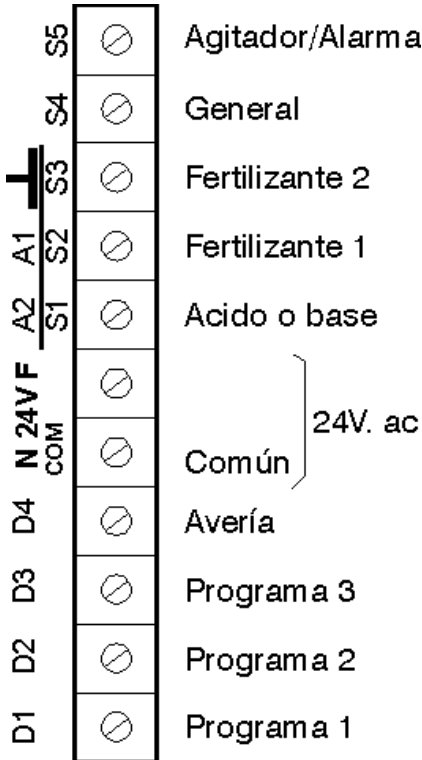 S5 Agitador/Alarma
S4 General
S3 Fertilizante 2
A1 S2 Fertilizante 1
A2 S1 Acido o base
N 24V F
24V. ac
COM Común
D4 Avería
D3 Programa 3
D2 Programa 2
D1 Programa 1